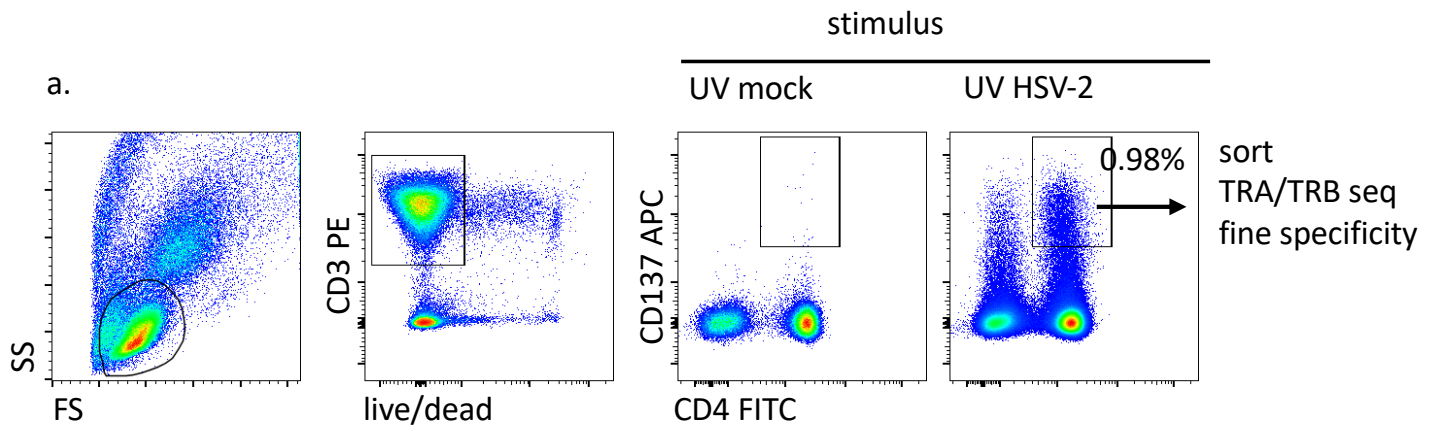 stimulus
a.
UV mock
UV HSV-2
0.98%
sort
TRA/TRB seq
fine specificity
SS
FS
CD3 PE
live/dead
CD137 APC
CD4 FITC